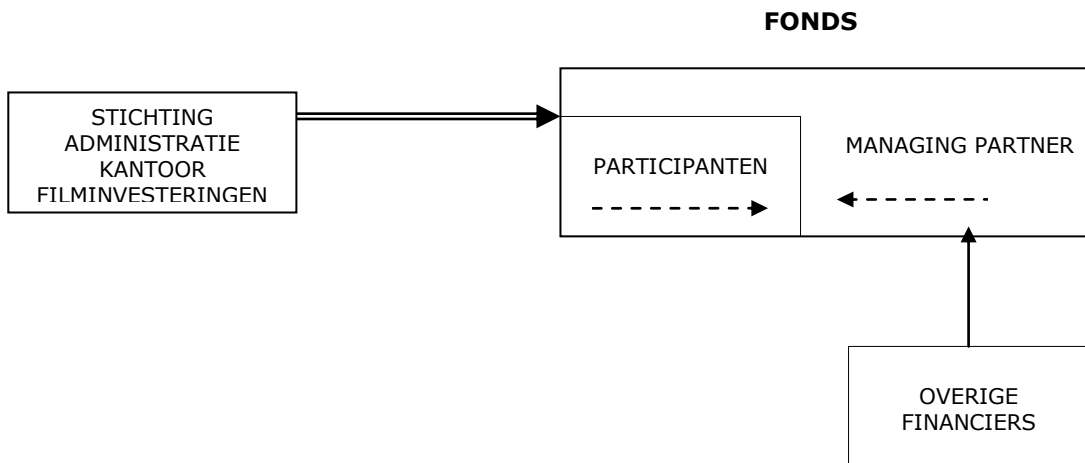 FONDS
STICHTING
ADMINISTRATIE
KANTOOR
FILMINVESTERINGEN
PARTICIPANTEN
MANAGING PARTNER
OVERIGE
FINANCIERS